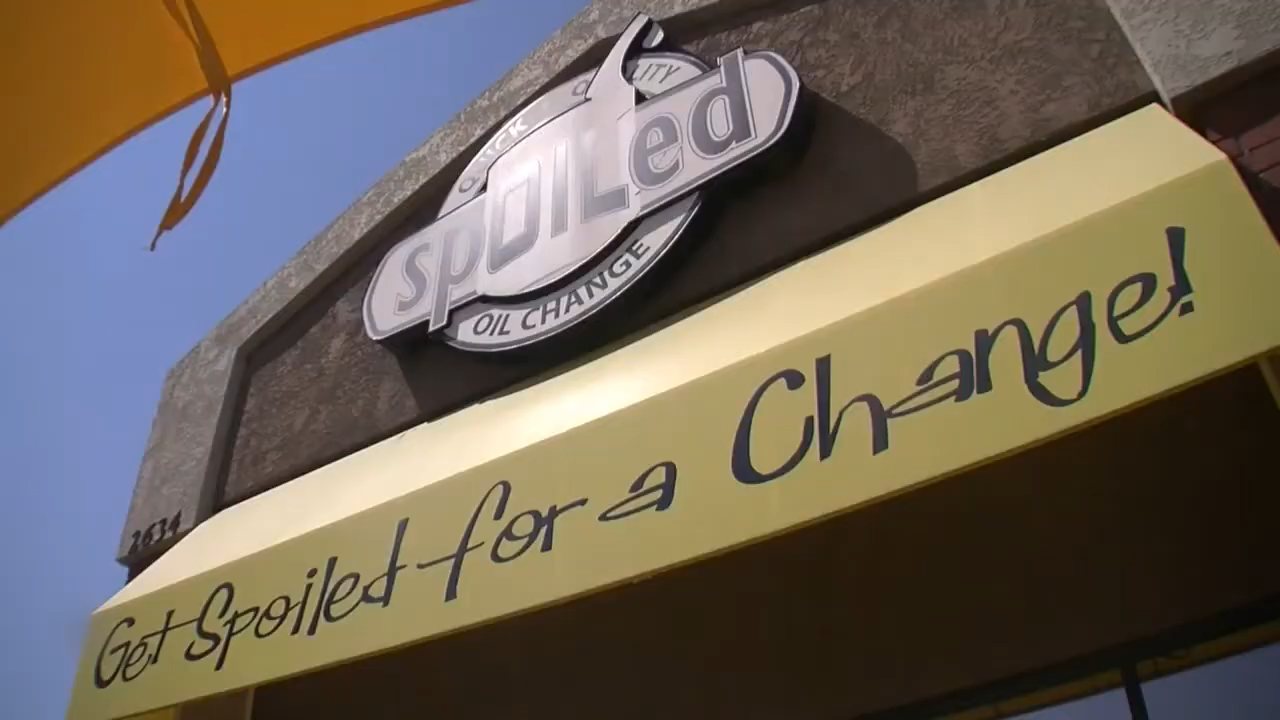 QUICK QUALITY
spOILed
OIL CHANGE
2634
Get Spoiled for a Change!